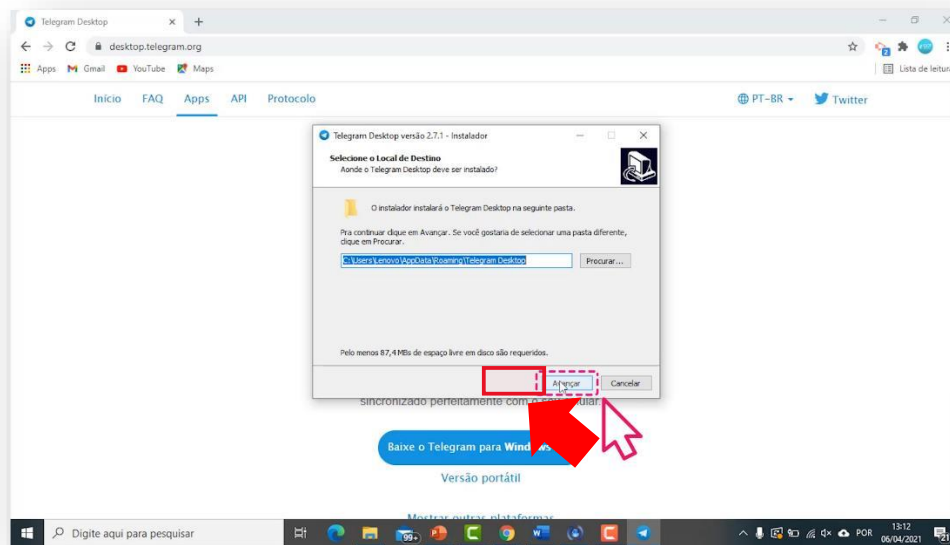 Telegram Desktop
desktop.telegram.org
Apps Gmail YouTube Maps Lista de leitura
Início FAQ Apps API Protocolo PT-BR Twitter
Telegram Desktop versão 2.7.1 - Instalador
Selecione o Local de Destino
Aonde o Telegram Desktop deve ser instalado?
O instalador instalará o Telegram Desktop na seguinte pasta.
Pra continuar clique em Avançar. Se você gostaria de selecionar uma pasta diferente,
clique em Procurar.
C:\Users\Lenovo\AppData\Roaming\Telegram Desktop Procurar...
Pelo menos 87,4 MBs de espaço livre em disco são requeridos.
Avançar Cancelar
sincronizado perfeitamente com o
Baixe o Telegram para Windows
Versão portátil
Mostrar outras plataformas
Digite aqui para pesquisar 99+ POR 13:12
06/04/2021